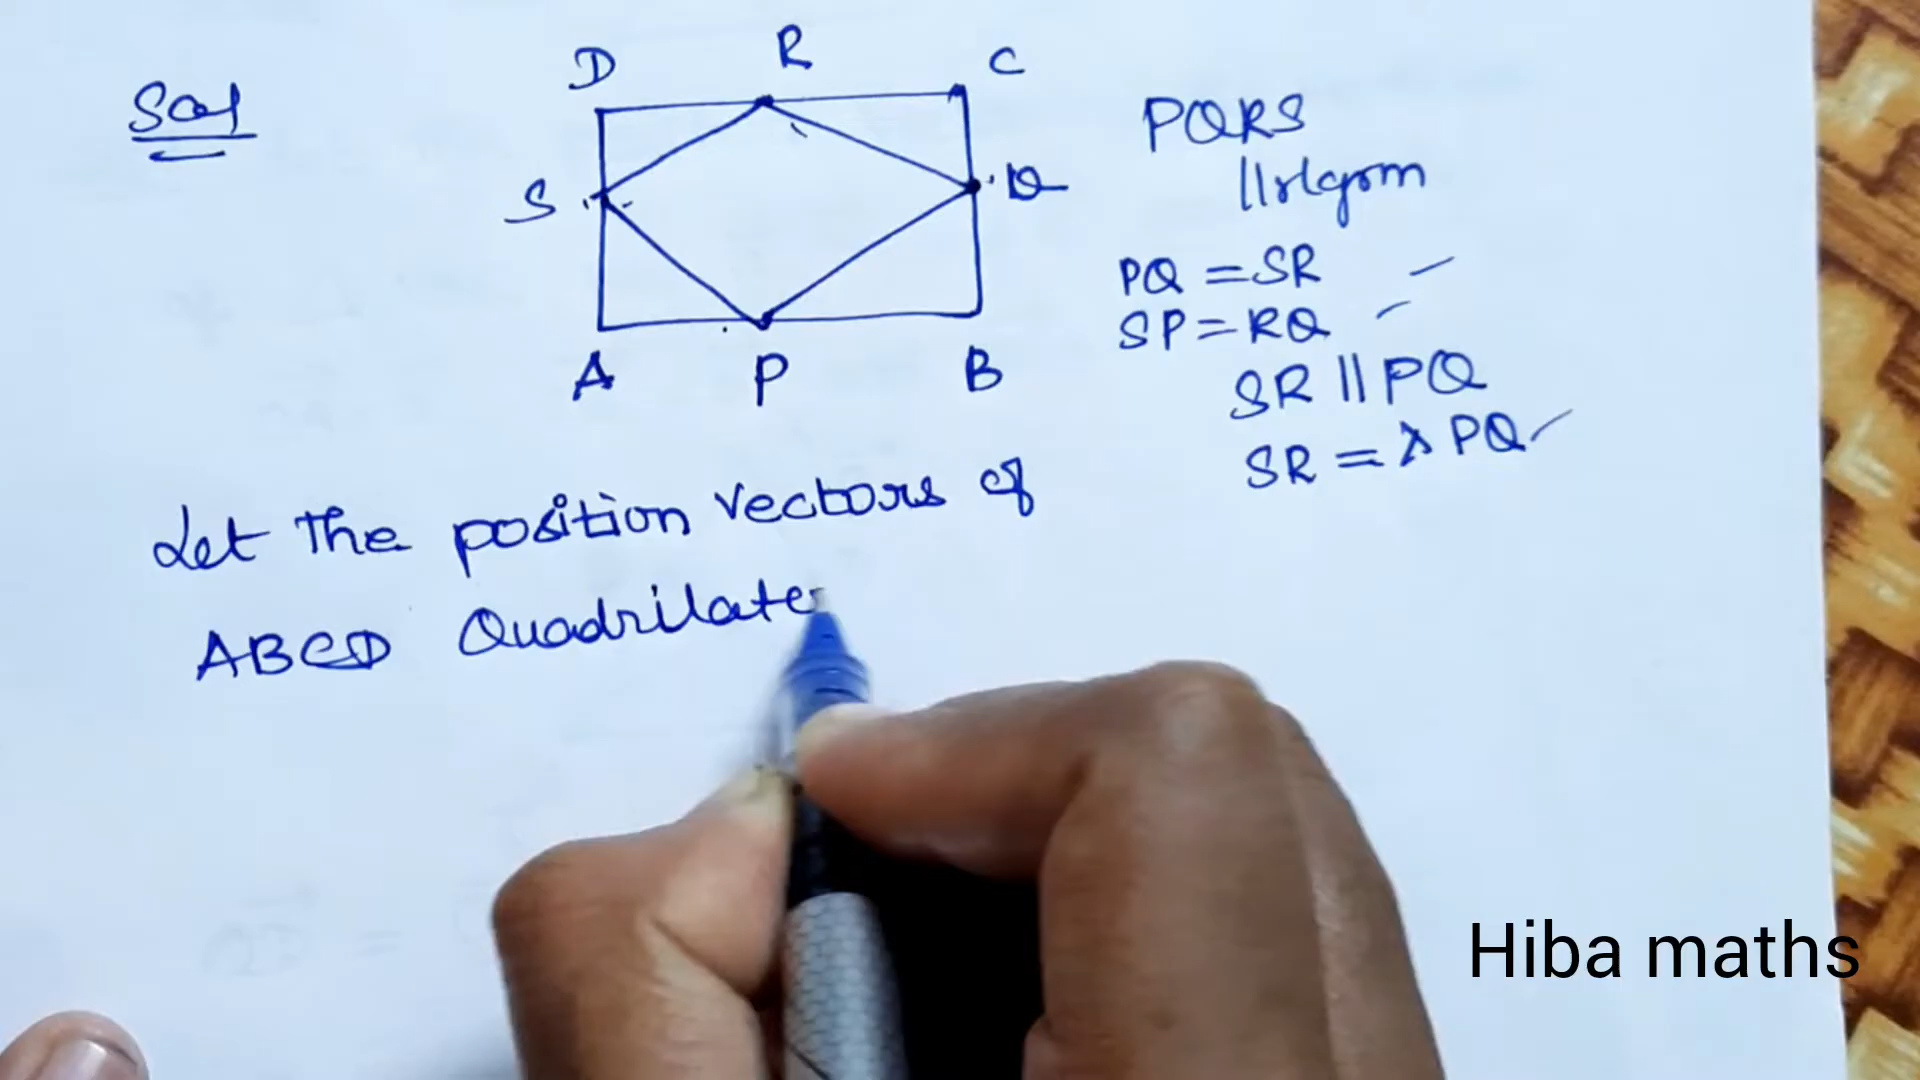 Sol
D R C
S Q
A P B
PQRS
||rlgrm
PQ = SR
SP = RQ
SR || PQ
SR = λ PQ
Let the position vectors of
ABCD Quadrilate
Hiba maths